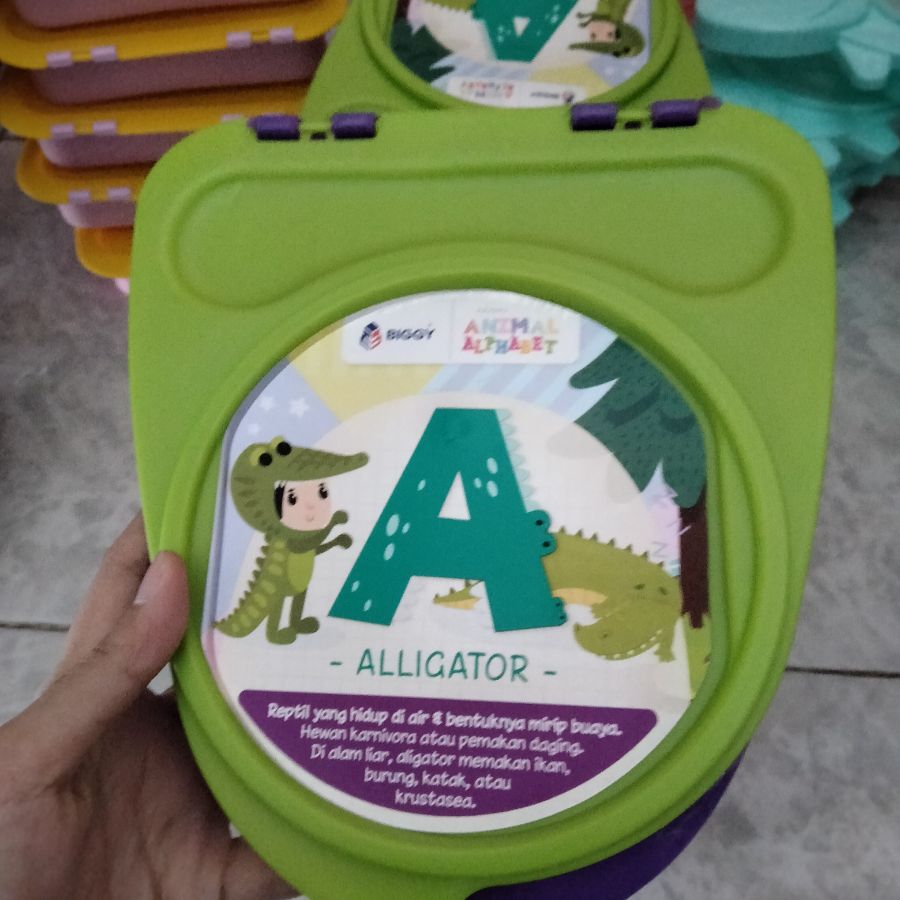 BIGGY
ANIMAL
ALPHABET
A
- ALLIGATOR -
Reptil yang hidup di air & bentuknya mirip buaya.
Hewan karnivora atau pemakan daging.
Di alam liar, aligator memakan ikan,
burung, katak, atau
krustasea.